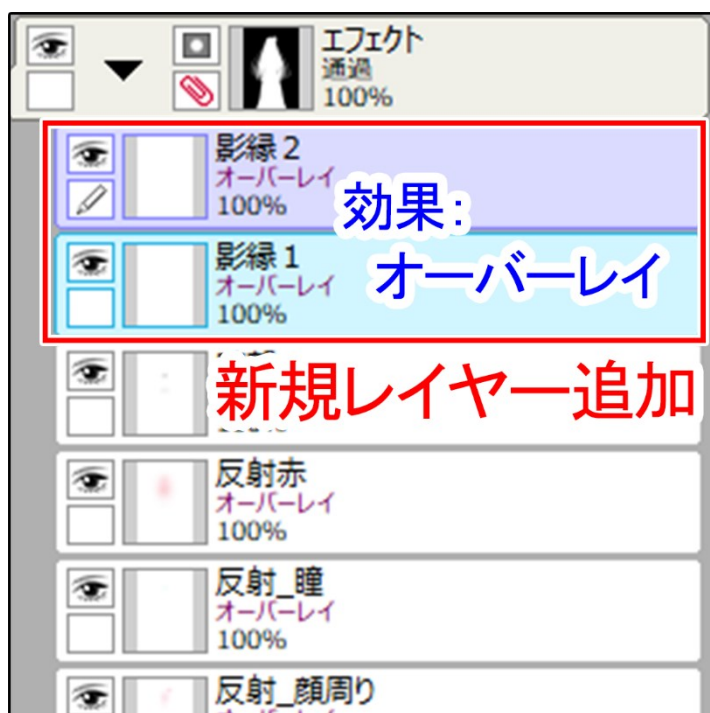 エフェクト
通過
100%
影縁2
オーバーレイ
100%
効果:
影縁1
オーバーレイ
100%
オーバーレイ
新規レイヤー追加
反射赤
オーバーレイ
100%
反射_瞳
オーバーレイ
100%
反射_顔周り